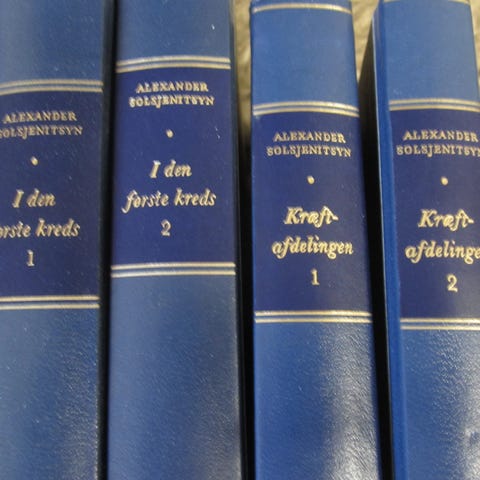 ALEXANDER
SOLSJENITSYN
I den
første kreds
1
ALEXANDER
SOLSJENITSYN
I den
første kreds
2
ALEXANDER
SOLSJENITSYN
Kræft-
afdelingen
1
ALEXANDER
SOLSJENITSYN
Kræft-
afdelingen
2